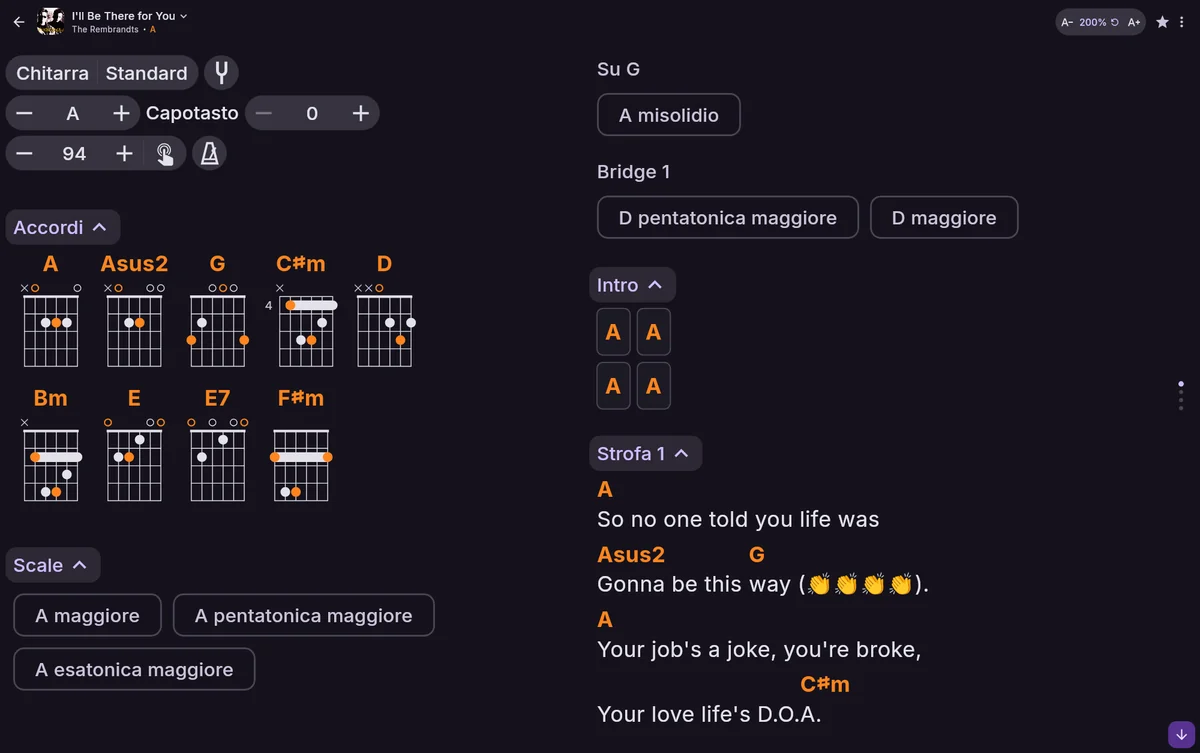 I'll Be There for You
The Rembrandts • A
A- 200% A+
Chitarra Standard
− A + Capotasto − 0 +
− 94 +
Accordi
A Asus2 G C♯m D
4
Bm E E7 F♯m
Scale
A maggiore A pentatonica maggiore
A esatonica maggiore
Su G
A misolidio
Bridge 1
D pentatonica maggiore D maggiore
Intro
A A
A A
Strofa 1
A
So no one told you life was
Asus2 G
Gonna be this way (👏👏👏👏).
A
Your job's a joke, you're broke,
C♯m
Your love life's D.O.A.